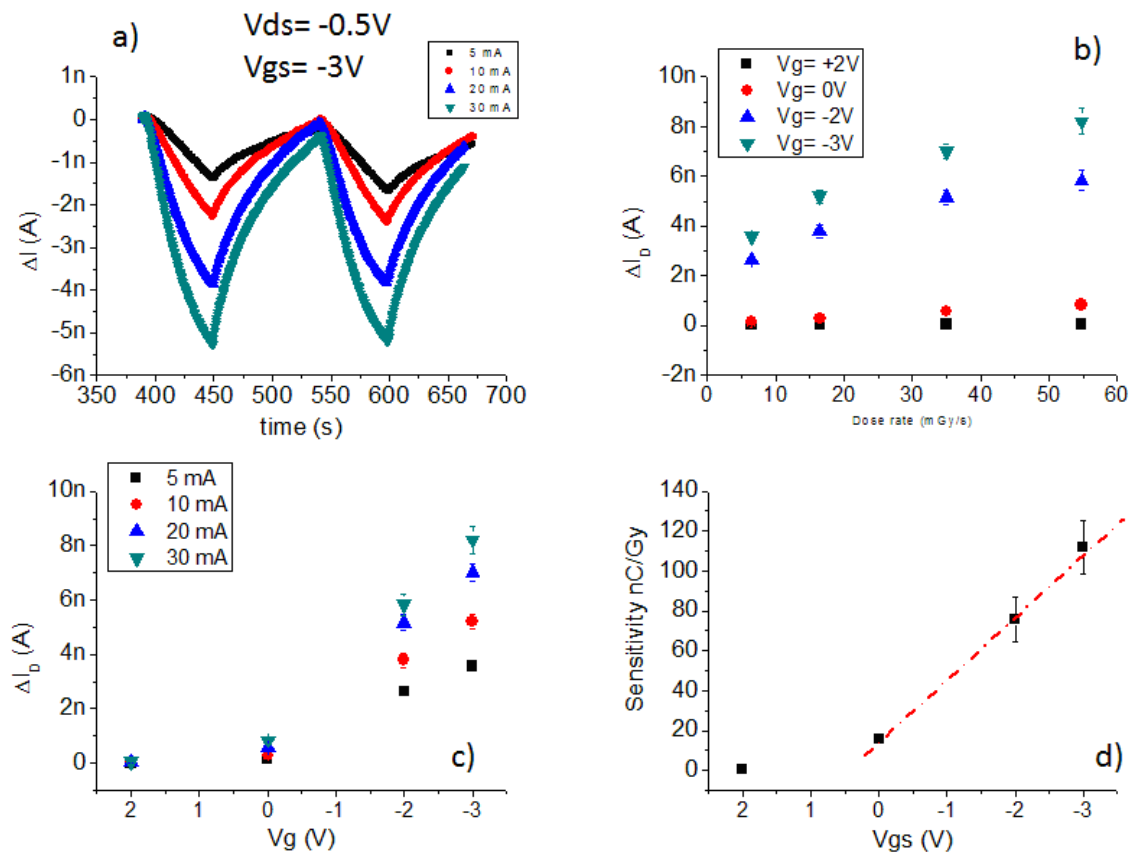 a)
Vds= -0.5V
Vgs= -3V
5 mA
10 mA
20 mA
30 mA
1n
0
-1n
-2n
-3n
-4n
-5n
-6n
ΔI (A)
350 400 450 500 550 600 650 700
time (s)
b)
Vg= +2V
Vg= 0V
Vg= -2V
Vg= -3V
10n
8n
6n
4n
2n
0
-2n
ΔI_D (A)
0 10 20 30 40 50 60
Dose rate (mGy/s)
c)
5 mA
10 mA
20 mA
30 mA
10n
8n
6n
4n
2n
0
ΔI_D (A)
2 1 0 -1 -2 -3
Vg (V)
d)
140
120
100
80
60
40
20
0
Sensitivity nC/Gy
2 1 0 -1 -2 -3
Vgs (V)